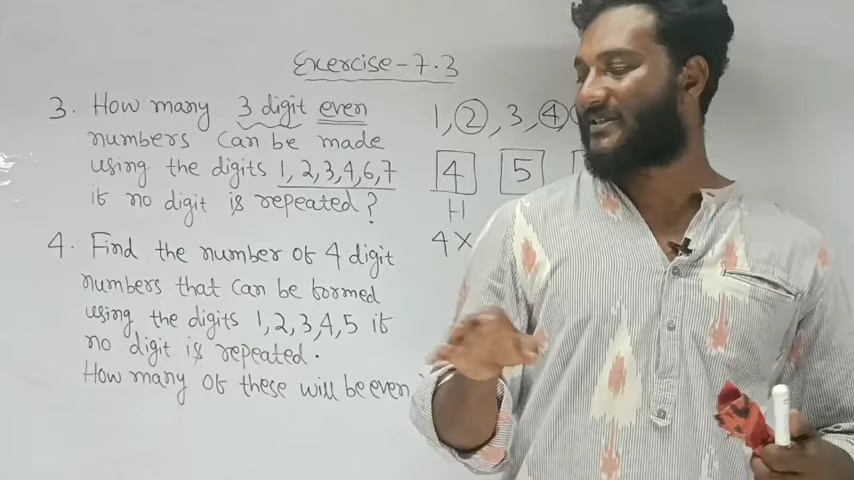 Exercise-7.3
3. How many 3 digit even
numbers can be made
using the digits 1, 2, 3, 4, 6, 7
if no digit is repeated?
4. Find the number of 4 digit
numbers that can be formed
using the digits 1, 2, 3, 4, 5 if
no digit is repeated.
How many of these will be even
1, 2, 3, 4
4 5
H
4 ×